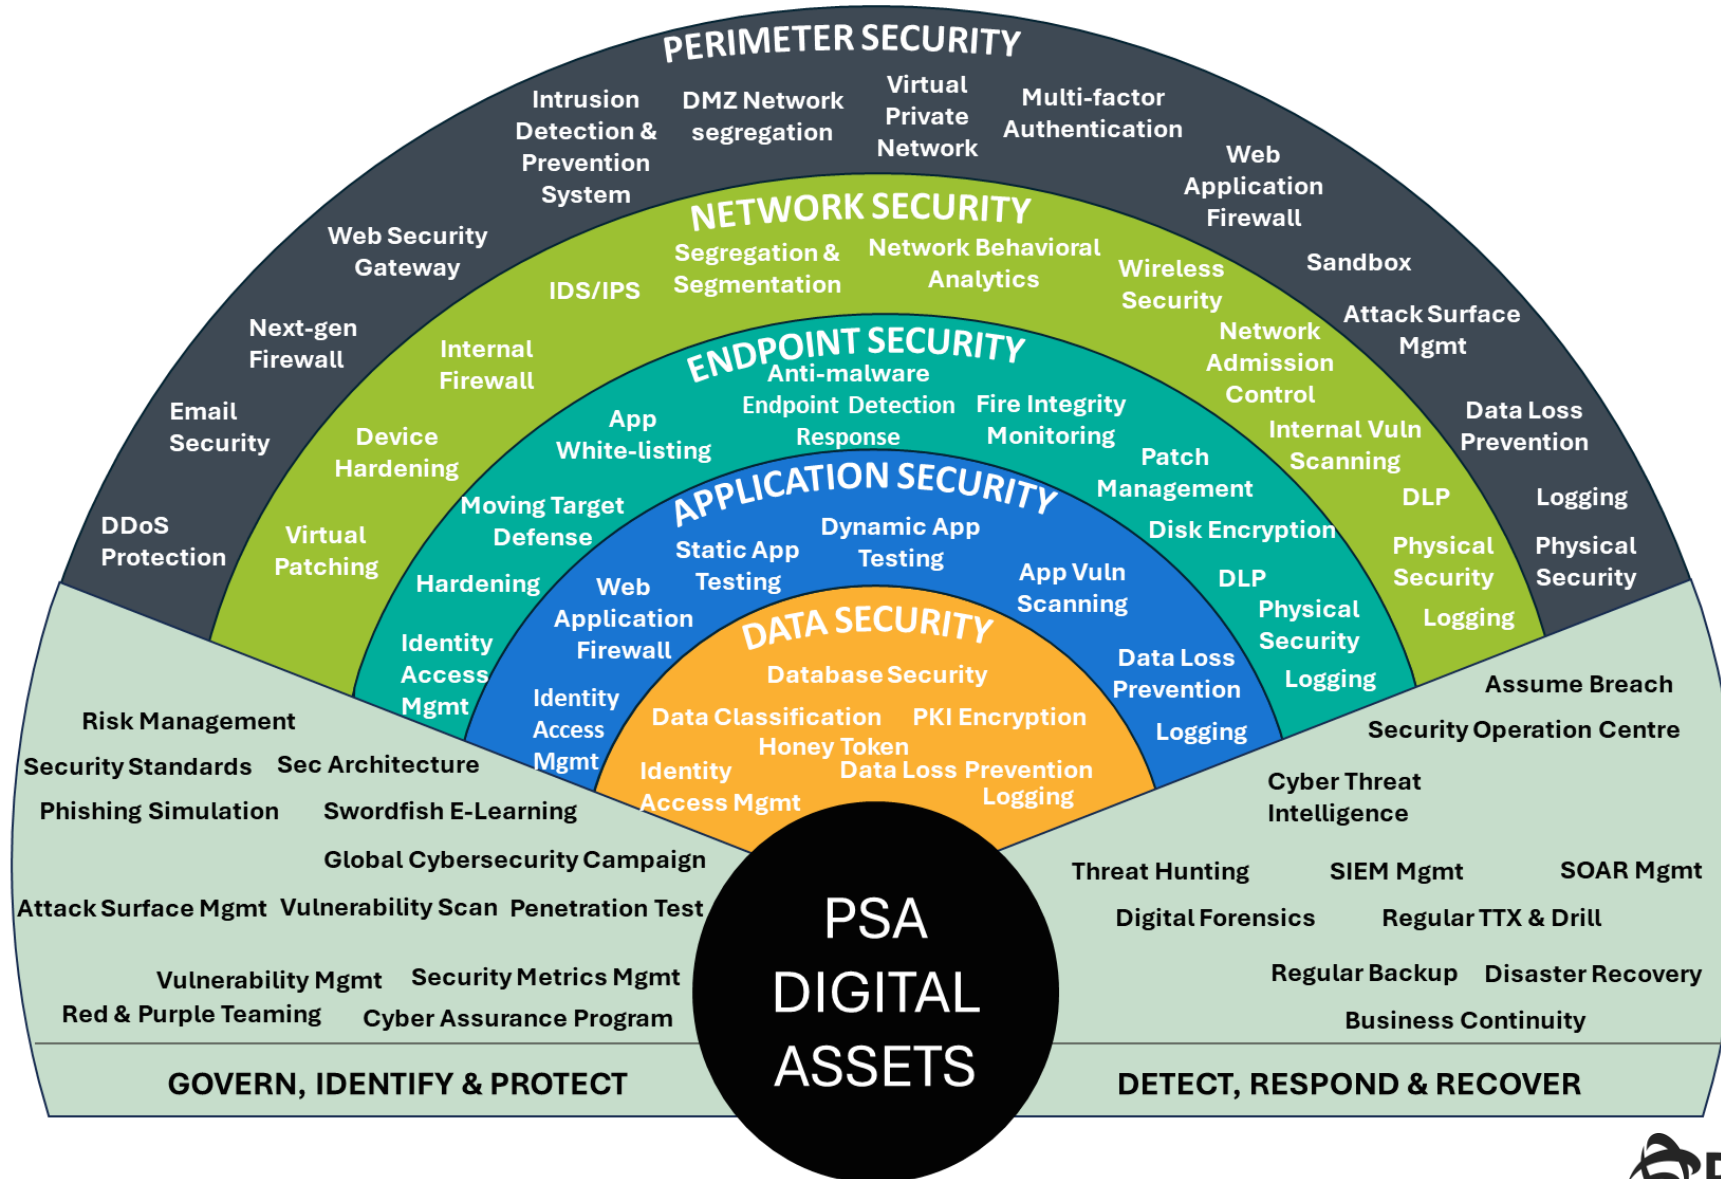 PERIMETER SECURITY
DDoS
Protection
Email
Security
Next-gen
Firewall
Web Security
Gateway
Intrusion
Detection &
Prevention
System
DMZ Network
segregation
Virtual
Private
Network
Multi-factor
Authentication
Web
Application
Firewall
Sandbox
Attack Surface
Mgmt
Data Loss
Prevention
Logging
Physical
Security
NETWORK SECURITY
Virtual
Patching
Device
Hardening
Internal
Firewall
IDS/IPS
Segregation &
Segmentation
Network Behavioral
Analytics
Wireless
Security
Network
Admission
Control
Internal Vuln
Scanning
DLP
Physical
Security
Logging
ENDPOINT SECURITY
Identity
Access
Mgmt
Hardening
Moving Target
Defense
App
White-listing
Anti-malware
Endpoint Detection
Response
Fire Integrity
Monitoring
Patch
Management
Disk Encryption
DLP
Physical
Security
Logging
APPLICATION SECURITY
Identity
Access
Mgmt
Web
Application
Firewall
Static App
Testing
Dynamic App
Testing
App Vuln
Scanning
Data Loss
Prevention
Logging
DATA SECURITY
Database Security
Data Classification
PKI Encryption
Honey Token
Identity
Access Mgmt
Data Loss Prevention
Logging
PSA
DIGITAL
ASSETS
Risk Management
Security Standards
Sec Architecture
Phishing Simulation
Swordfish E-Learning
Global Cybersecurity Campaign
Attack Surface Mgmt
Vulnerability Scan
Penetration Test
Vulnerability Mgmt
Security Metrics Mgmt
Red & Purple Teaming
Cyber Assurance Program
GOVERN, IDENTIFY & PROTECT
Assume Breach
Security Operation Centre
Cyber Threat
Intelligence
Threat Hunting
SIEM Mgmt
SOAR Mgmt
Digital Forensics
Regular TTX & Drill
Regular Backup
Disaster Recovery
Business Continuity
DETECT, RESPOND & RECOVER